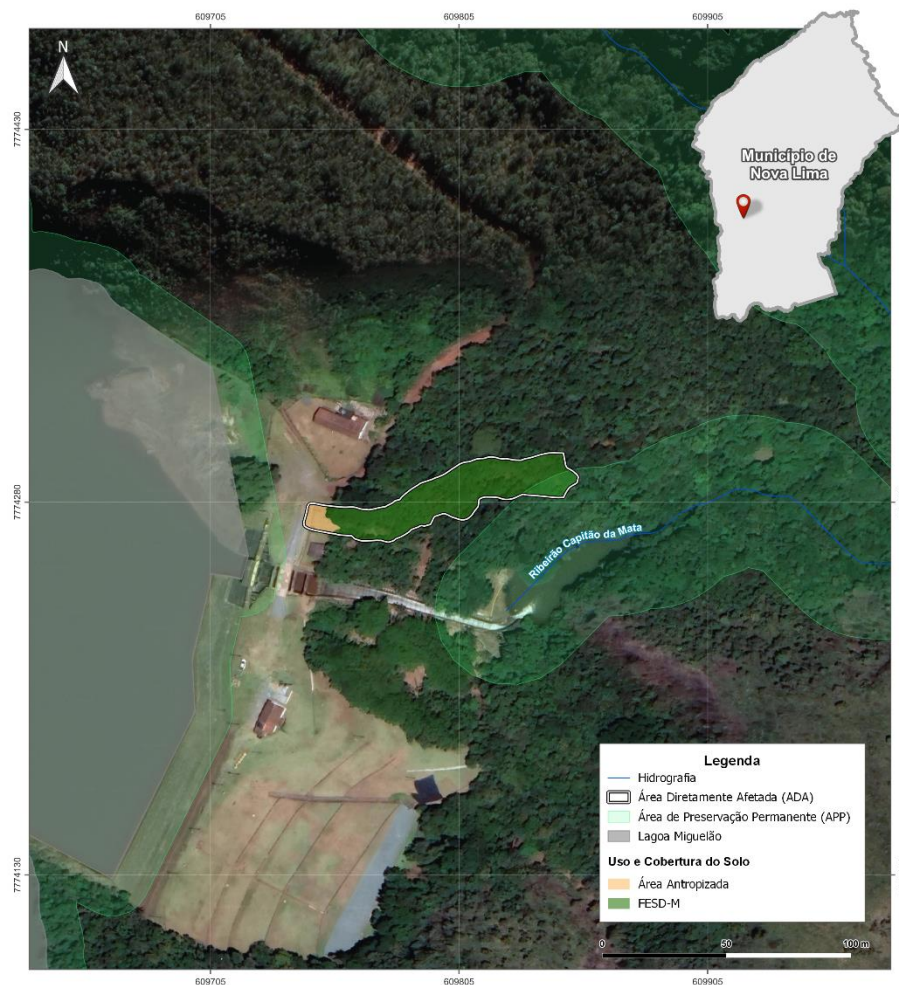 609705
609805
609905
N
7774430
Município de
Nova Lima
7774280
Ribeirão Capitão da Mata
Legenda
Hidrografia
Área Diretamente Afetada (ADA)
Área de Preservação Permanente (APP)
Lagoa Miguelão
Uso e Cobertura do Solo
Área Antropizada
FESD-M
7774130
0
50
100 m
609705
609805
609905